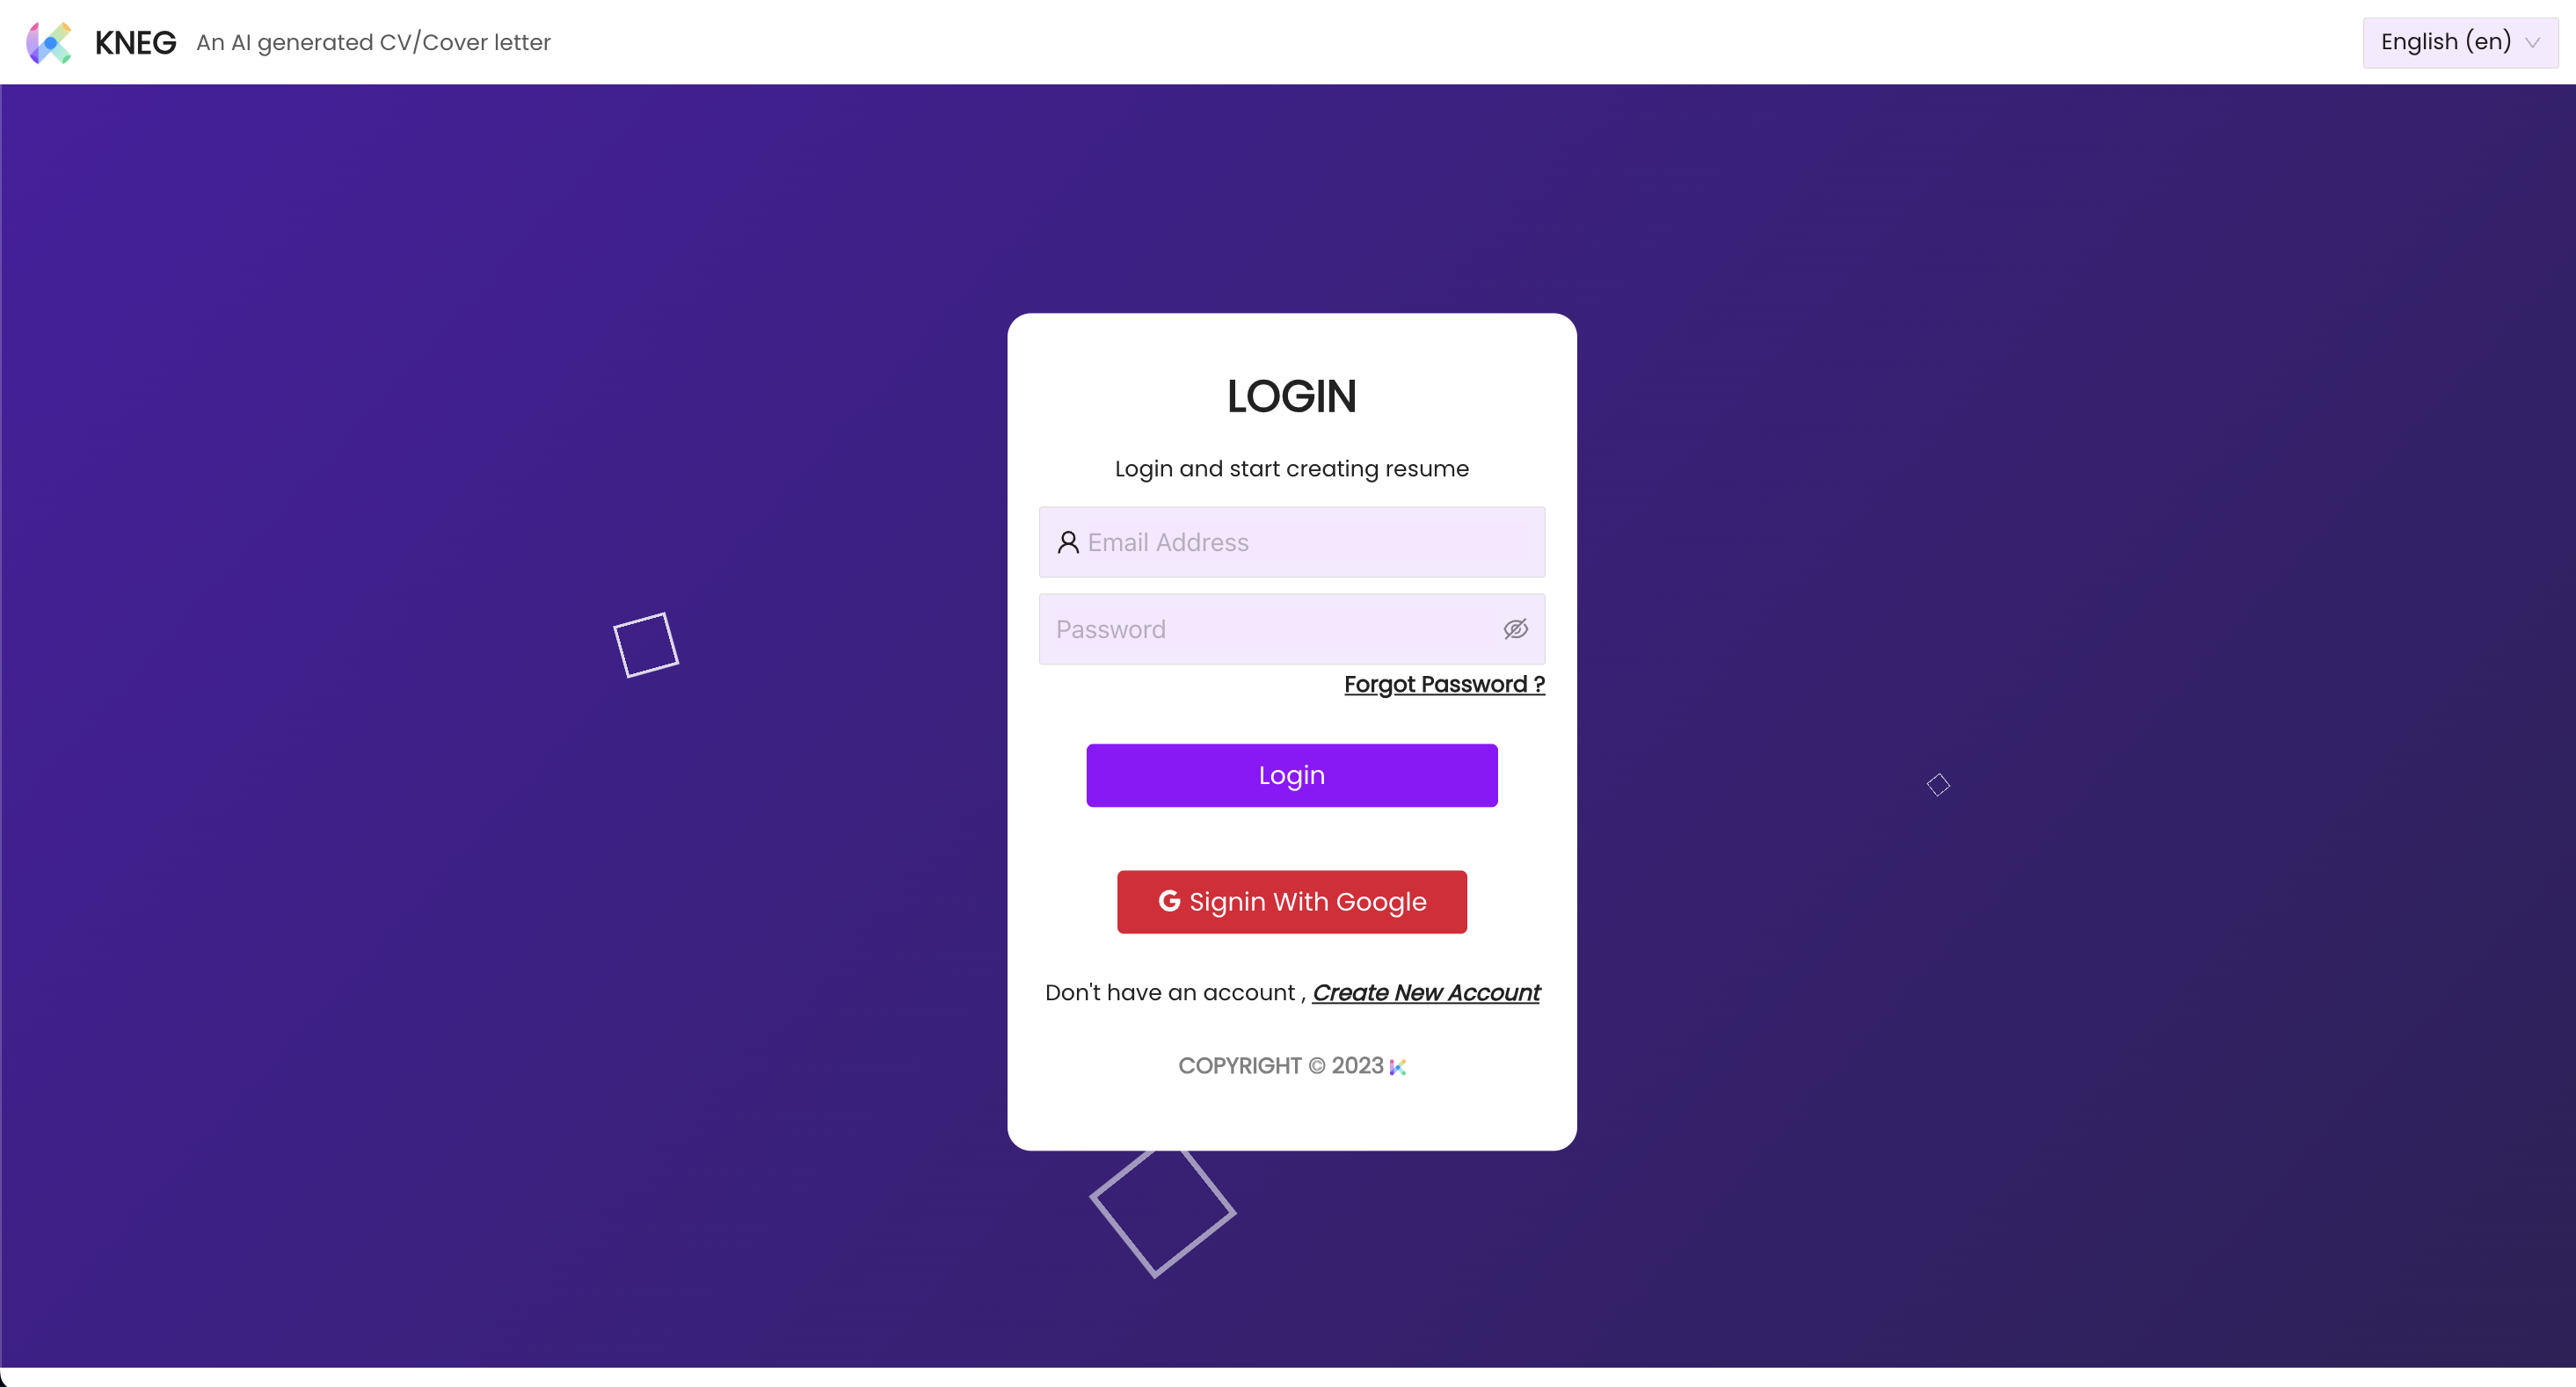 KNEG An AI generated CV/Cover letter
English (en)
LOGIN
Login and start creating resume
Email Address
Password
Forgot Password ?
Login
G Signin With Google
Don't have an account , Create New Account
COPYRIGHT © 2023